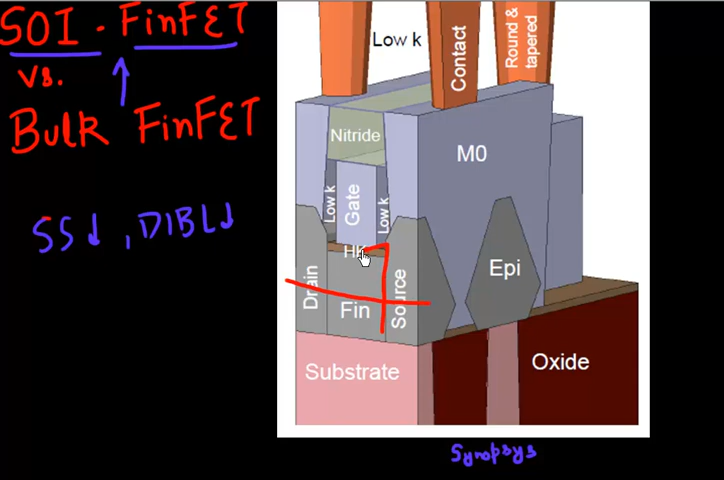 SOI - FinFET
vs.
Bulk FinFET
SS↓, DIBL↓
Low k
Contact
Round &
tapered
Nitride
M0
Low k
Gate
Low k
HK
Drain
Fin
Source
Epi
Substrate
Oxide
Synopsys